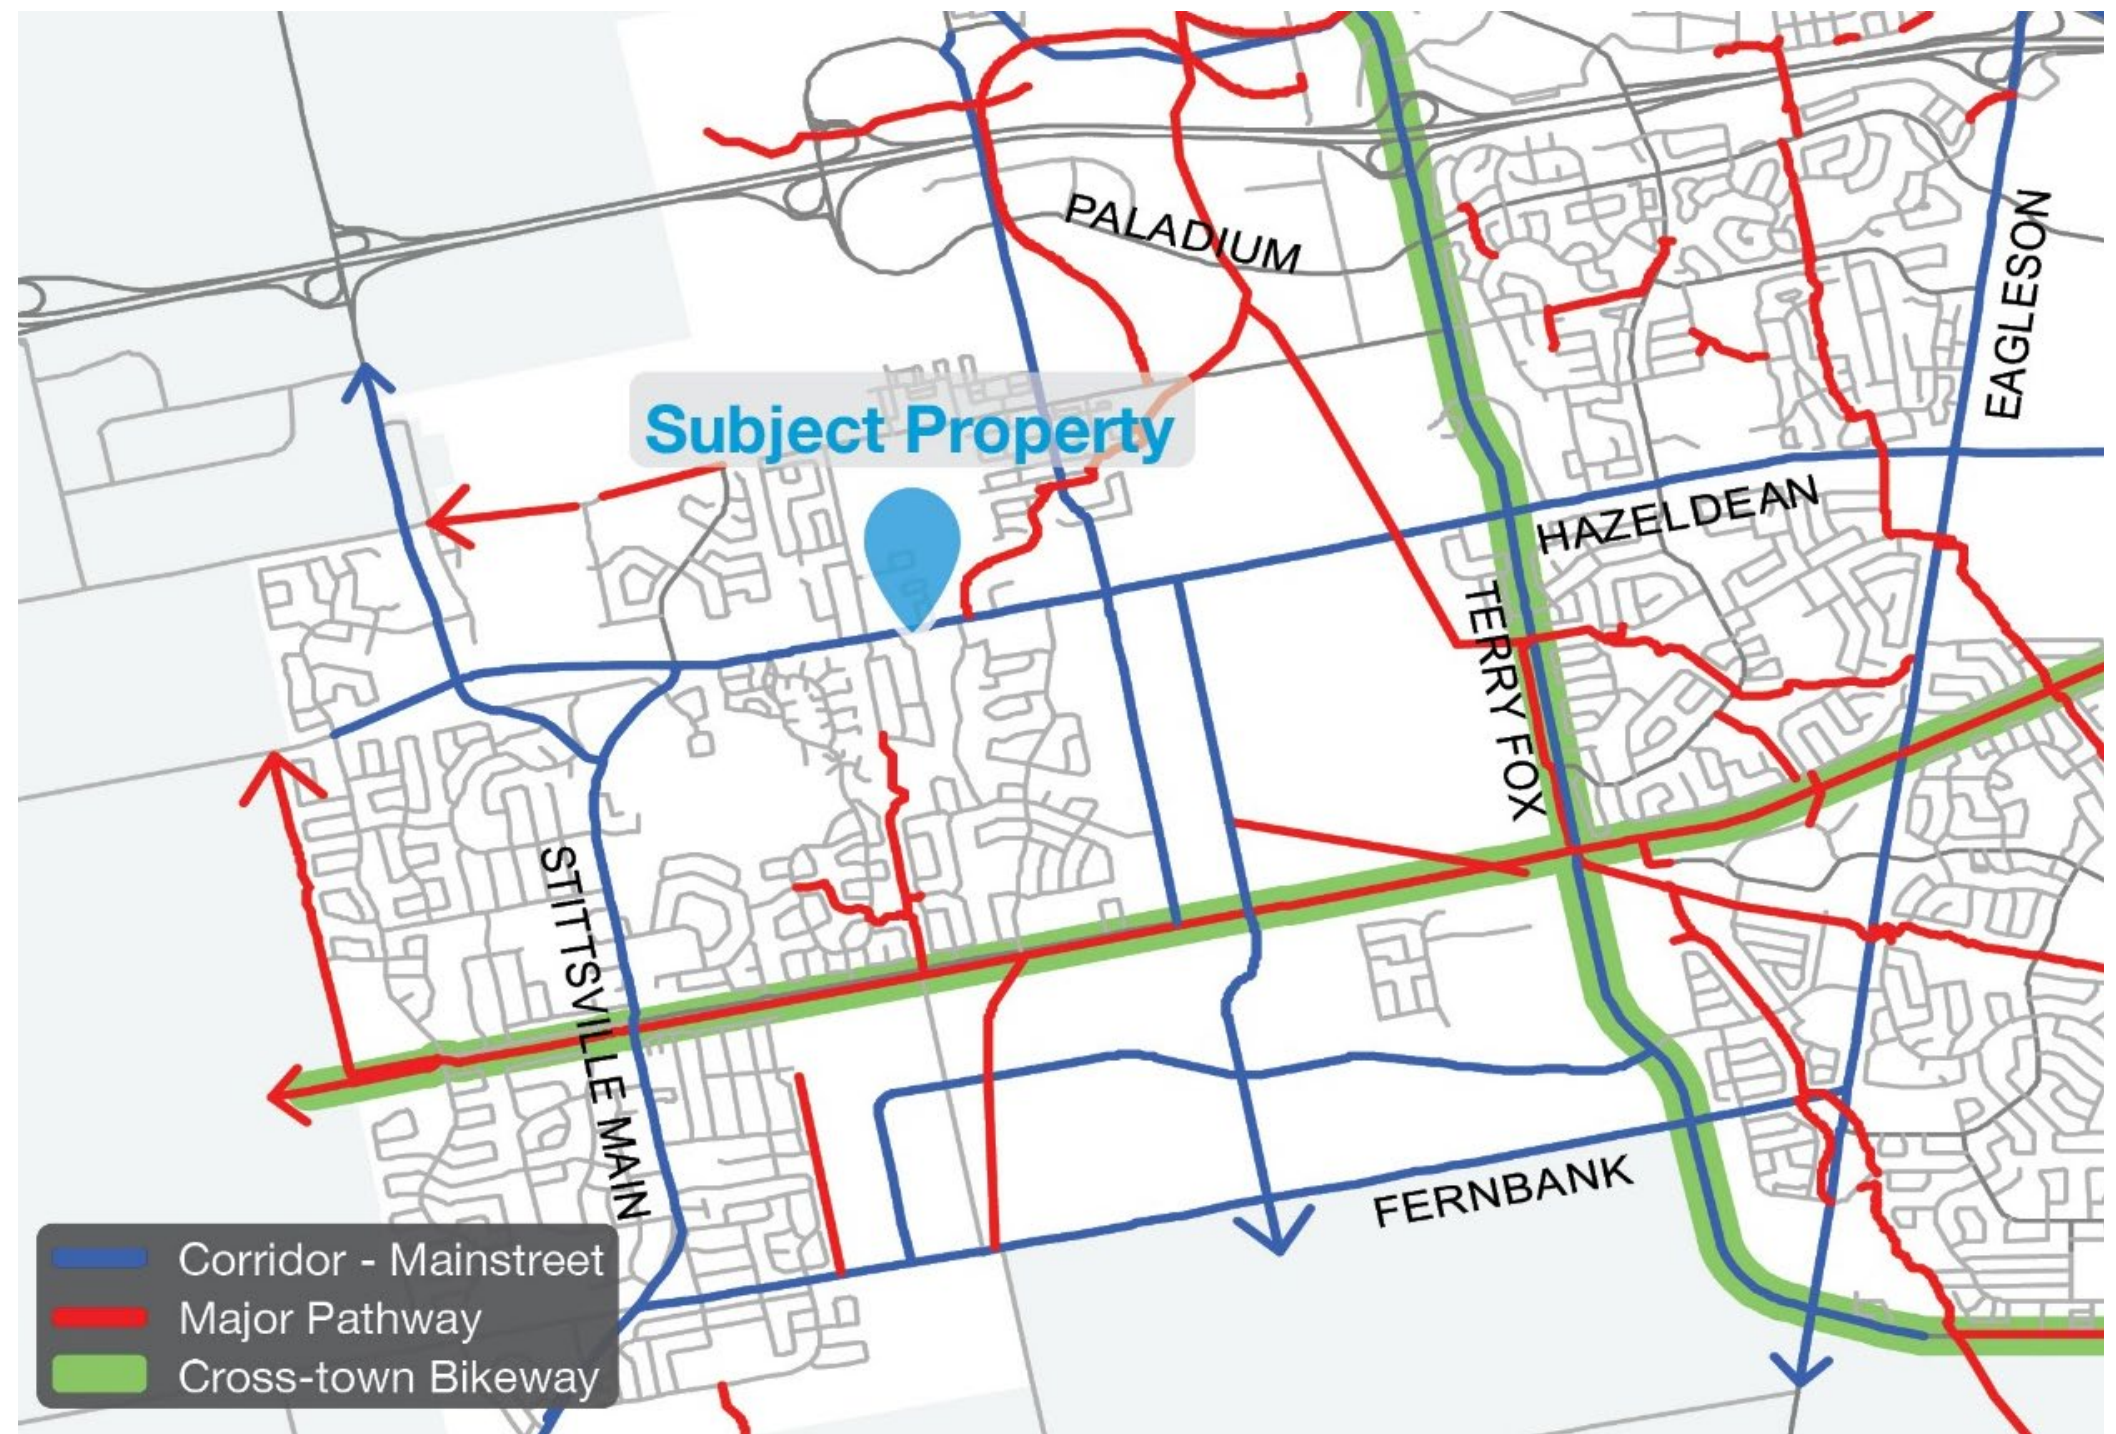 PALADIUM
EAGLESON
Subject Property
HAZELDEAN
TERRY FOX
STITTSVILLE MAIN
FERNBANK
Corridor - Mainstreet
Major Pathway
Cross-town Bikeway